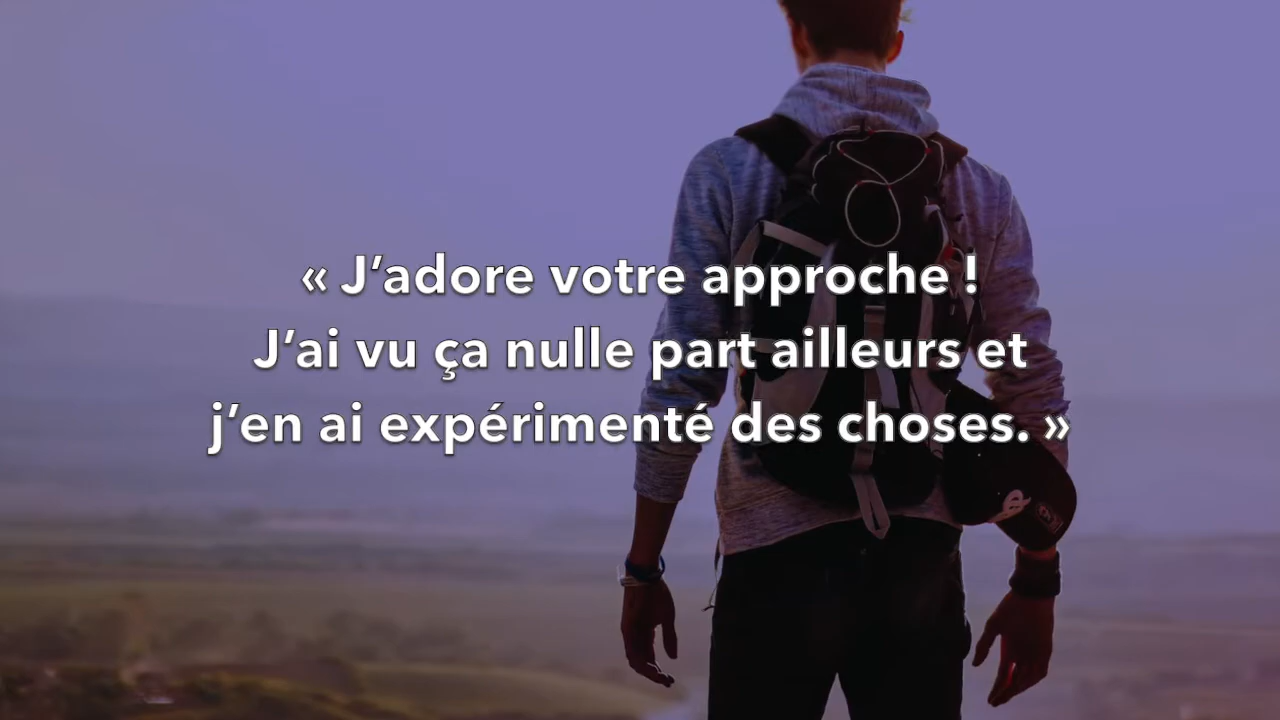 « J’adore votre approche !
J’ai vu ça nulle part ailleurs et
j’en ai expérimenté des choses. »